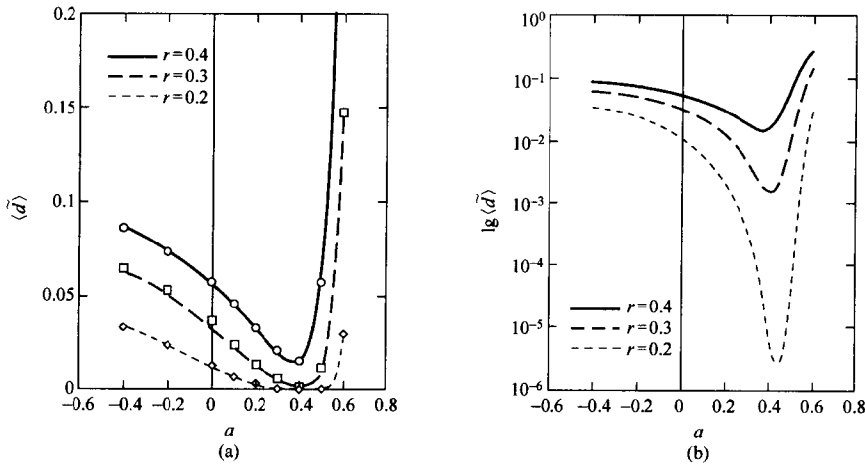 0.2
r=0.4
r=0.3
r=0.2
0.15
0.1
0.05
0
⟨d̃⟩
−0.6 −0.4 −0.2 0 0.2 0.4 0.6 0.8
a
(a)
10⁰
10⁻¹
10⁻²
10⁻³
10⁻⁴
10⁻⁵
10⁻⁶
lg⟨d̃⟩
r=0.4
r=0.3
r=0.2
−0.6 −0.4 −0.2 0 0.2 0.4 0.6 0.8
a
(b)